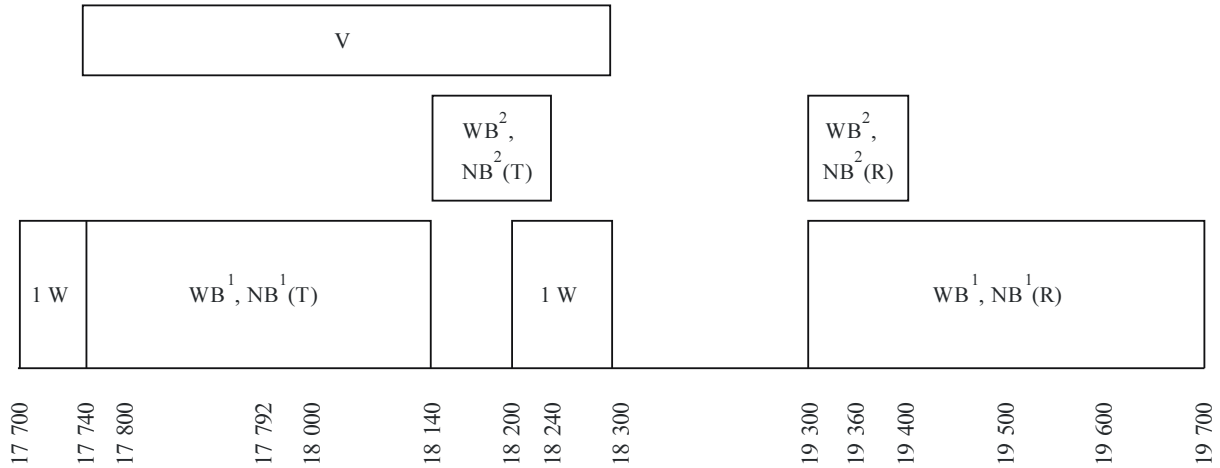 V
WB², 
NB²(T)
WB²,
NB²(R)
1 W
WB¹, NB¹(T)
1 W
WB¹, NB¹(R)
17 700
17 740
17 800
17 792
18 000
18 140
18 200
18 240
18 300
19 300
19 360
19 400
19 500
19 600
19 700